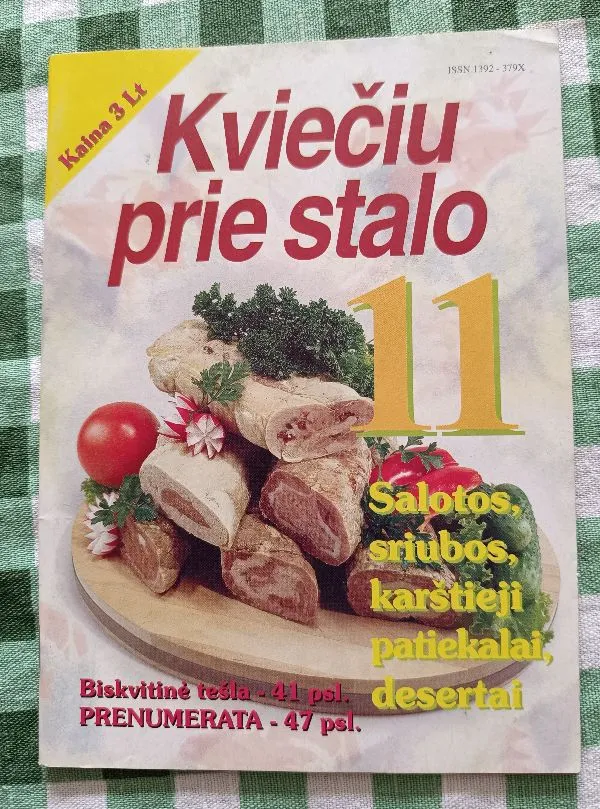 Kaina 3 Lt
ISSN 1392 - 379X
Kviečiu
prie stalo
11
Salotos,
sriubos,
karštieji
patiekalai,
desertai
Biskvitinė tešla - 41 psl.
PRENUMERATA - 47 psl.